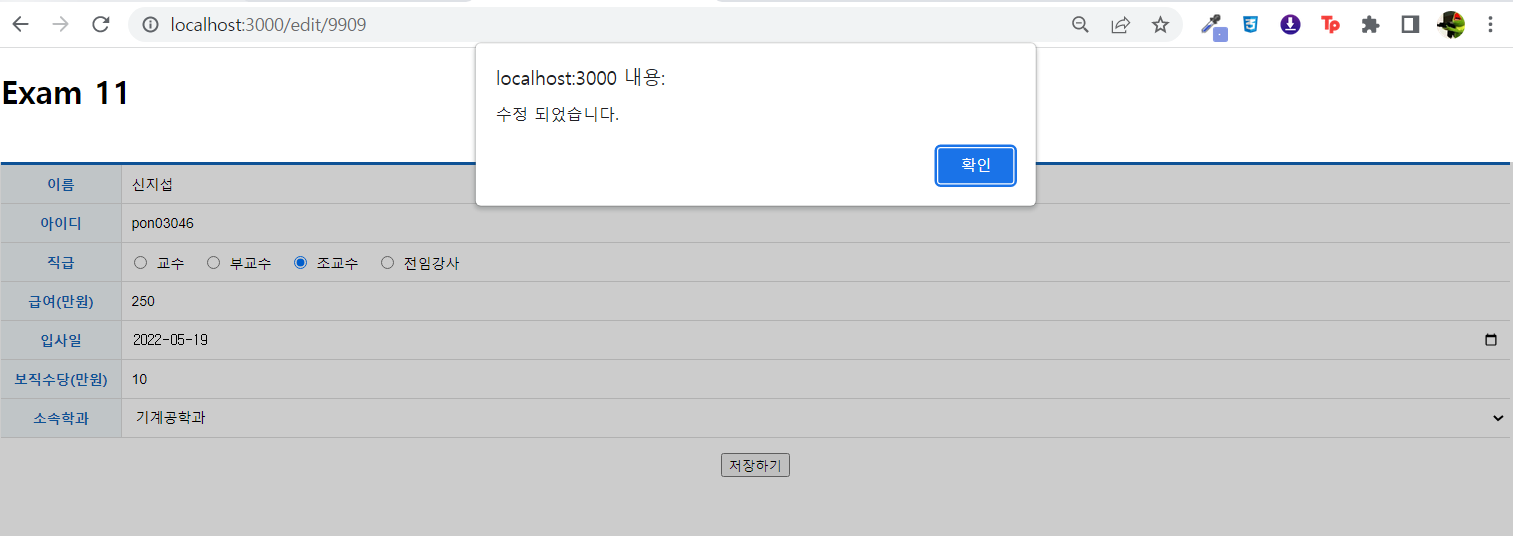 localhost:3000/edit/9909
Tp
localhost:3000 내용:
수정 되었습니다.
확인
Exam 11
이름 신지섭
아이디 pon03046
직급 교수 부교수 조교수 전임강사
급여(만원) 250
입사일 2022-05-19
보직수당(만원) 10
소속학과 기계공학과
저장하기